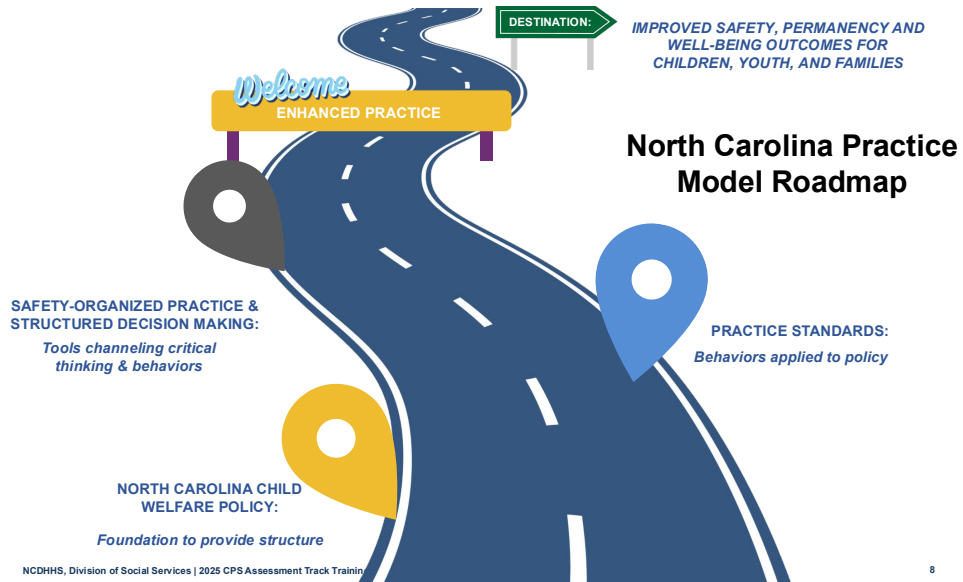 DESTINATION:
IMPROVED SAFETY, PERMANENCY AND
WELL-BEING OUTCOMES FOR
CHILDREN, YOUTH, AND FAMILIES
Welcome
ENHANCED PRACTICE
North Carolina Practice
Model Roadmap
SAFETY-ORGANIZED PRACTICE &
STRUCTURED DECISION MAKING:
Tools channeling critical
thinking & behaviors
PRACTICE STANDARDS:
Behaviors applied to policy
NORTH CAROLINA CHILD
WELFARE POLICY:
Foundation to provide structure
NCDHHS, Division of Social Services | 2025 CPS Assessment Track Training
8